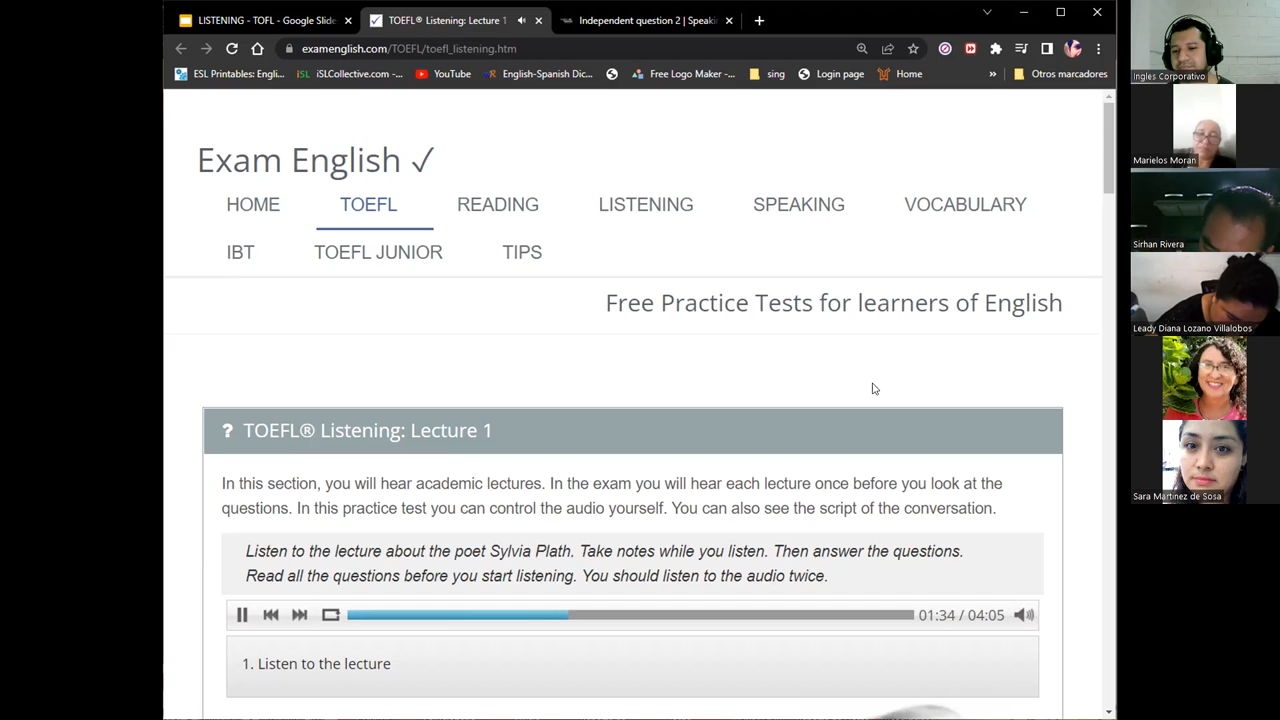 LISTENING - TOFL - Google Slide
TOEFL® Listening: Lecture 1
Independent question 2 | Speaki
examenglish.com/TOEFL/toefl_listening.htm
ESL Printables: Engli...
iSLCollective.com -...
YouTube
English-Spanish Dic...
Free Logo Maker -...
sing
Login page
Home
»
Otros marcadores
Exam English ✓
HOME TOEFL READING LISTENING SPEAKING VOCABULARY
IBT TOEFL JUNIOR TIPS
Free Practice Tests for learners of English
? TOEFL® Listening: Lecture 1
In this section, you will hear academic lectures. In the exam you will hear each lecture once before you look at the
questions. In this practice test you can control the audio yourself. You can also see the script of the conversation.
Listen to the lecture about the poet Sylvia Plath. Take notes while you listen. Then answer the questions.
Read all the questions before you start listening. You should listen to the audio twice.
01:34 / 04:05
1. Listen to the lecture
Ingles Corporativo
Marielos Moran
Sirhan Rivera
Leady Diana Lozano Villalobos
Sara Martinez de Sosa